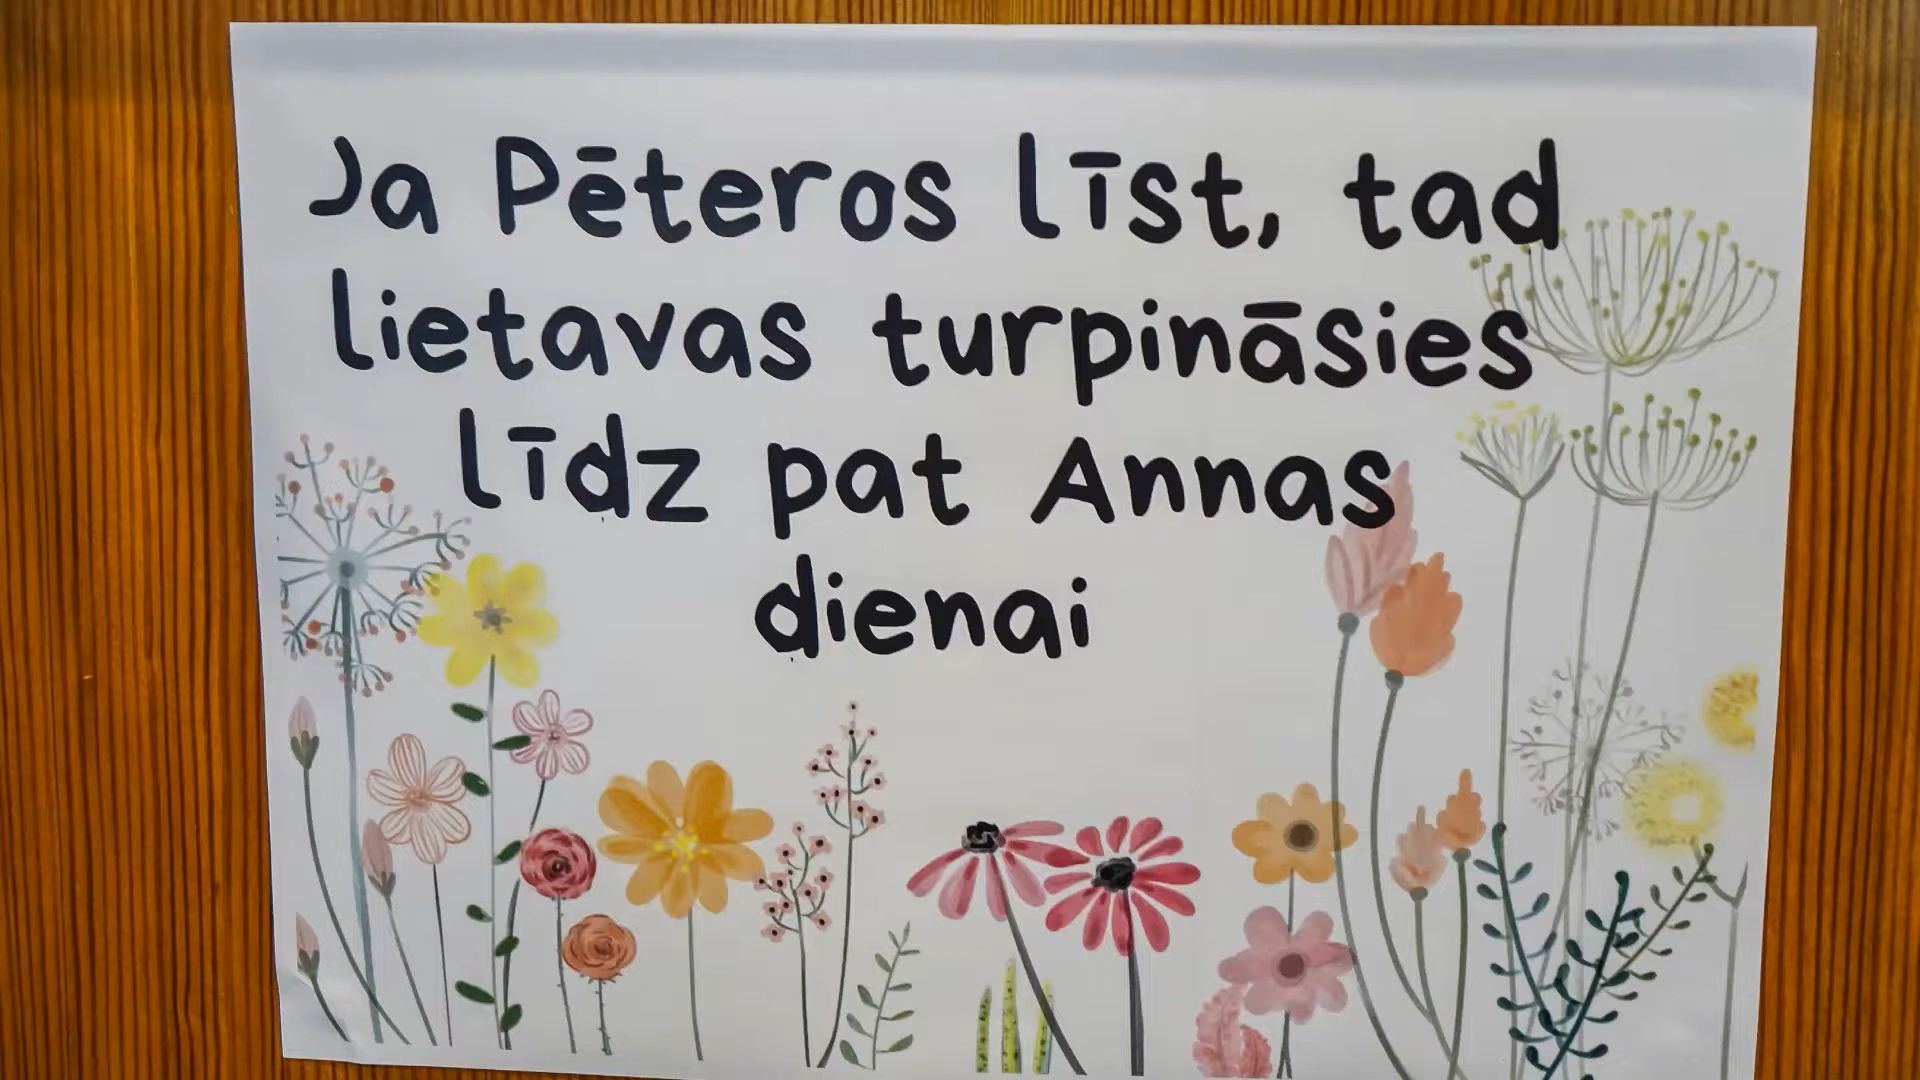 Ja Pēteros līst, tad
lietavas turpināsies
līdz pat Annas
dienai